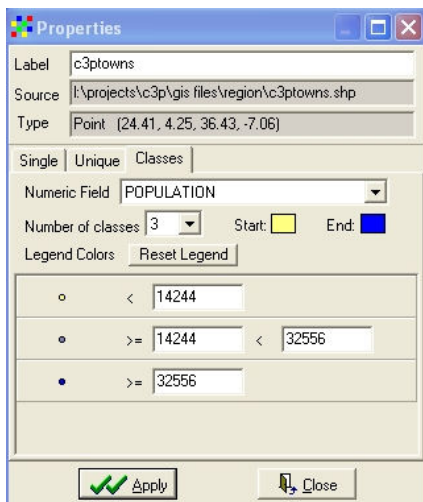 Properties
Label c3ptowns
Source I:\projects\c3p\gis files\region\c3ptowns.shp
Type Point (24.41, 4.25, 36.43, -7.06)
Single Unique Classes
Numeric Field POPULATION
Number of classes 3 Start: End:
Legend Colors Reset Legend
< 14244
>= 14244 < 32556
>= 32556
Apply Close